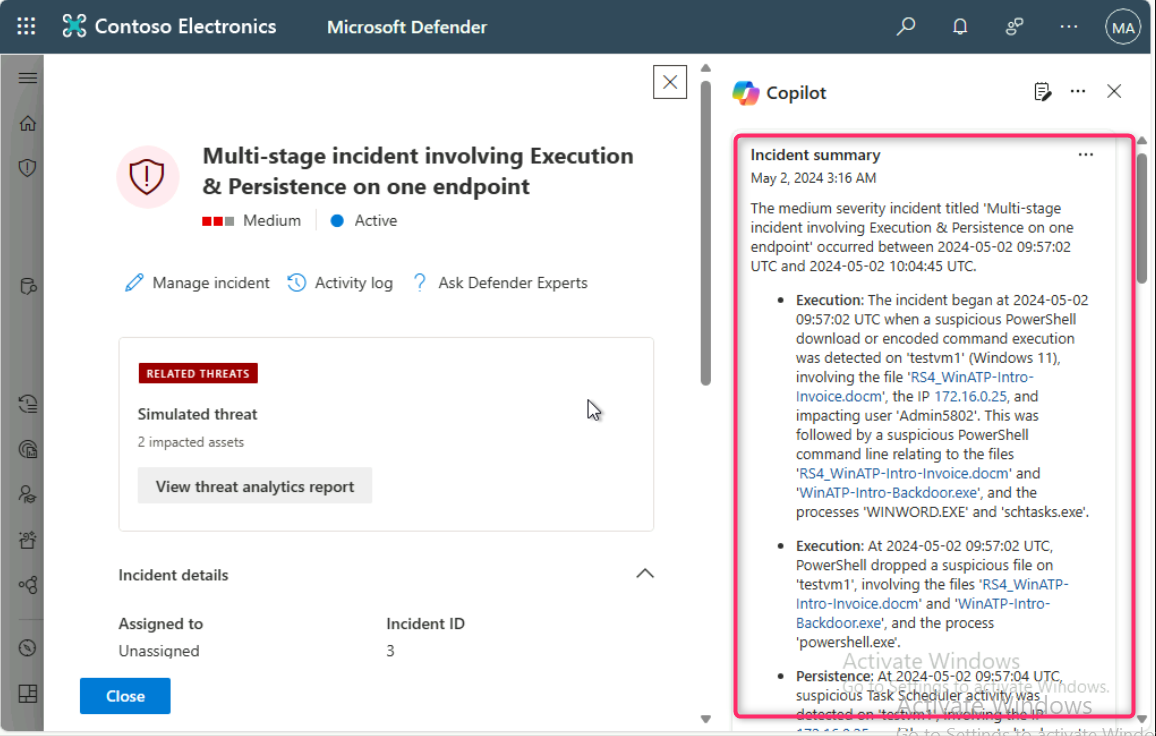 Contoso Electronics
Microsoft Defender
MA
Multi-stage incident involving Execution
& Persistence on one endpoint
Medium
Active
Manage incident
Activity log
? Ask Defender Experts
RELATED THREATS
Simulated threat
2 impacted assets
View threat analytics report
Incident details
Assigned to
Incident ID
Unassigned
3
Close
Copilot
Incident summary
May 2, 2024 3:16 AM
The medium severity incident titled 'Multi-stage
incident involving Execution & Persistence on one
endpoint' occurred between 2024-05-02 09:57:02
UTC and 2024-05-02 10:04:45 UTC.
• Execution: The incident began at 2024-05-02
09:57:02 UTC when a suspicious PowerShell
download or encoded command execution
was detected on 'testvm1' (Windows 11),
involving the file 'RS4_WinATP-Intro-
Invoice.docm', the IP 172.16.0.25, and
impacting user 'Admin5802'. This was
followed by a suspicious PowerShell
command line relating to the files
'RS4_WinATP-Intro-Invoice.docm' and
'WinATP-Intro-Backdoor.exe', and the
processes 'WINWORD.EXE' and 'schtasks.exe'.
• Execution: At 2024-05-02 09:57:02 UTC,
PowerShell dropped a suspicious file on
'testvm1', involving the files 'RS4_WinATP-
Intro-Invoice.docm' and 'WinATP-Intro-
Backdoor.exe', and the process
'powershell.exe'.
• Persistence: At 2024-05-02 09:57:04 UTC,
suspicious Task Scheduler activity was
detected on 'testvm1', involving the IP
172.16.0.25,
Activate Windows
Go to Settings to activate Windows.
Activate Windows
Go to Settings to activate Windo